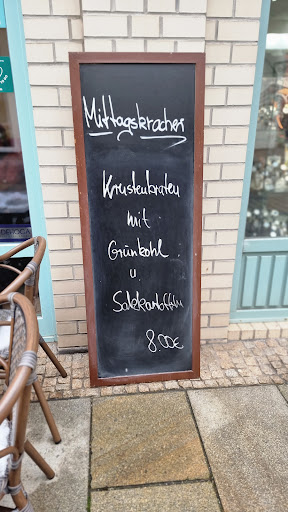 Mittagskracher
Krustenbraten
mit
Grünkohl
u
Salzkartoffeln
8.00€